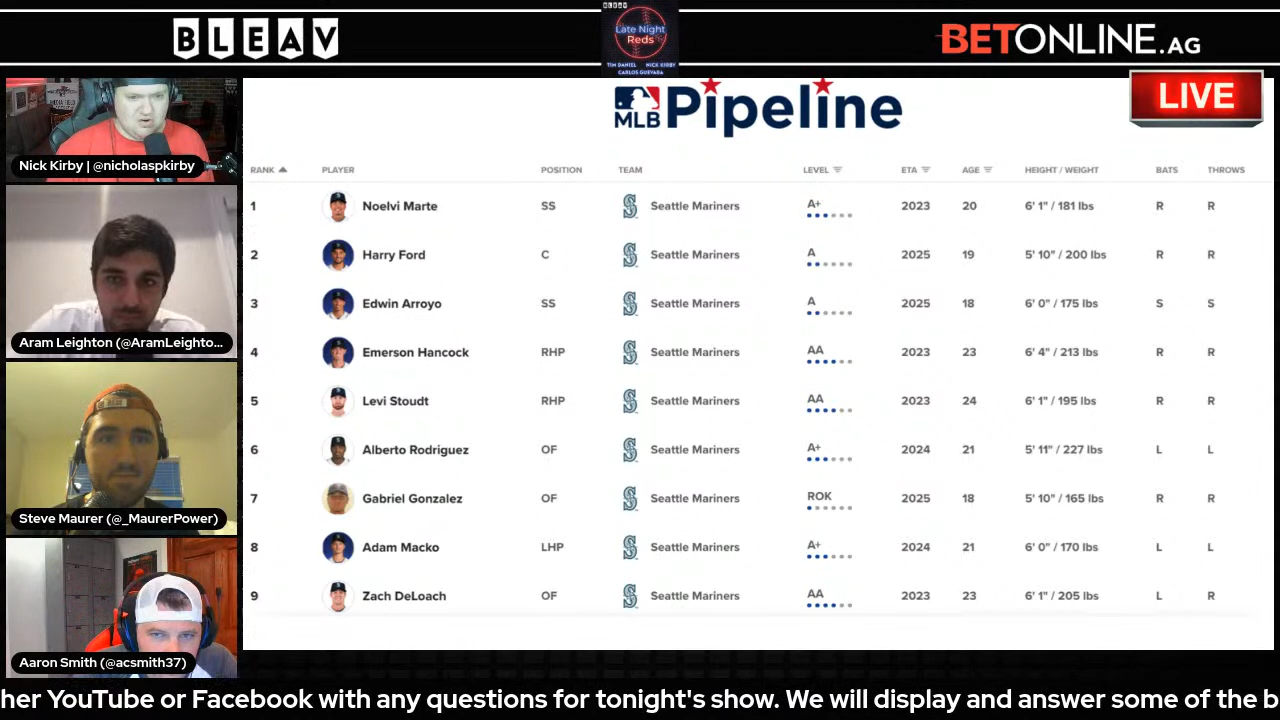 BLEAV
BLEAV
Late Night
Reds
TIM DANIEL NICK KIRBY
CARLOS GUEVARA
BETONLINE.AG
LIVE
MLB Pipeline
RANK PLAYER POSITION TEAM LEVEL ETA AGE HEIGHT / WEIGHT BATS THROWS
1 Noelvi Marte SS Seattle Mariners A+ 2023 20 6' 1" / 181 lbs R R
2 Harry Ford C Seattle Mariners A 2025 19 5' 10" / 200 lbs R R
3 Edwin Arroyo SS Seattle Mariners A 2025 18 6' 0" / 175 lbs S S
4 Emerson Hancock RHP Seattle Mariners AA 2023 23 6' 4" / 213 lbs R R
5 Levi Stoudt RHP Seattle Mariners AA 2023 24 6' 1" / 195 lbs R R
6 Alberto Rodriguez OF Seattle Mariners A+ 2024 21 5' 11" / 227 lbs L L
7 Gabriel Gonzalez OF Seattle Mariners ROK 2025 18 5' 10" / 165 lbs R R
8 Adam Macko LHP Seattle Mariners A+ 2024 21 6' 0" / 170 lbs L L
9 Zach DeLoach OF Seattle Mariners AA 2023 23 6' 1" / 205 lbs L R
Nick Kirby | @nicholaspkirby
Aram Leighton (@AramLeighto...
Steve Maurer (@_MaurerPower)
Aaron Smith (@acsmith37)
her YouTube or Facebook with any questions for tonight's show. We will display and answer some of the b